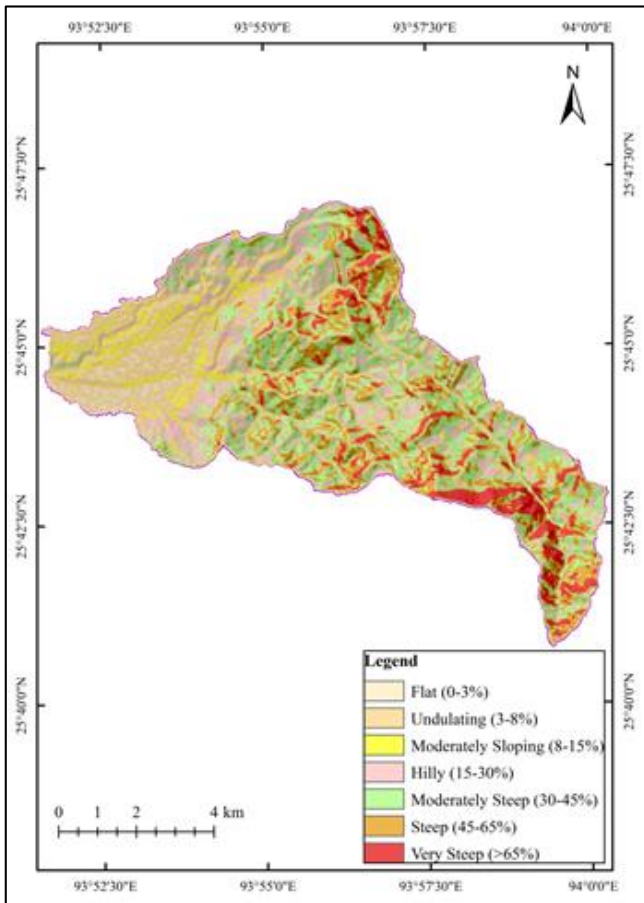 93°52'30"E 93°55'0"E 93°57'30"E 94°0'0"E
N
25°47'30"N 25°47'30"N
25°45'0"N 25°45'0"N
25°42'30"N 25°42'30"N
25°40'0"N 25°40'0"N
Legend
Flat (0-3%)
Undulating (3-8%)
Moderately Sloping (8-15%)
Hilly (15-30%)
Moderately Steep (30-45%)
Steep (45-65%)
Very Steep (>65%)
0 1 2 4 km
93°52'30"E 93°55'0"E 93°57'30"E 94°0'0"E